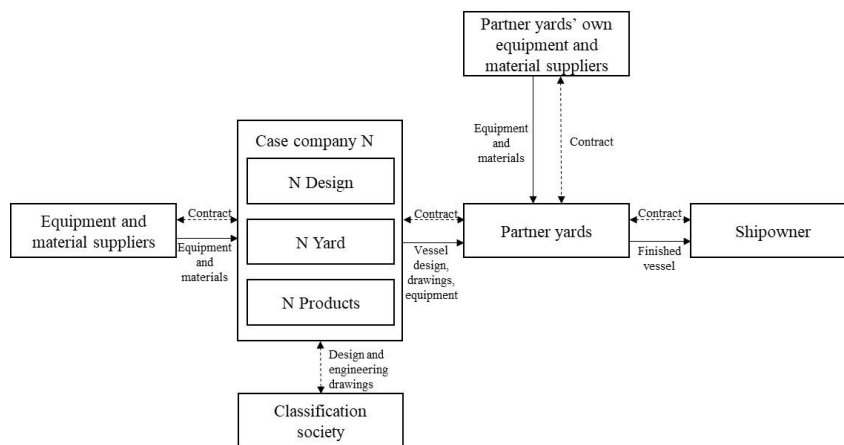 Partner yards’ own
equipment and
material suppliers
Equipment
and
materials
Contract
Case company N
N Design
N Yard
N Products
Equipment and
material suppliers
Contract
Equipment
and
materials
Contract
Vessel
design,
drawings,
equipment
Partner yards
Contract
Finished
vessel
Shipowner
Design and
engineering
drawings
Classification
society